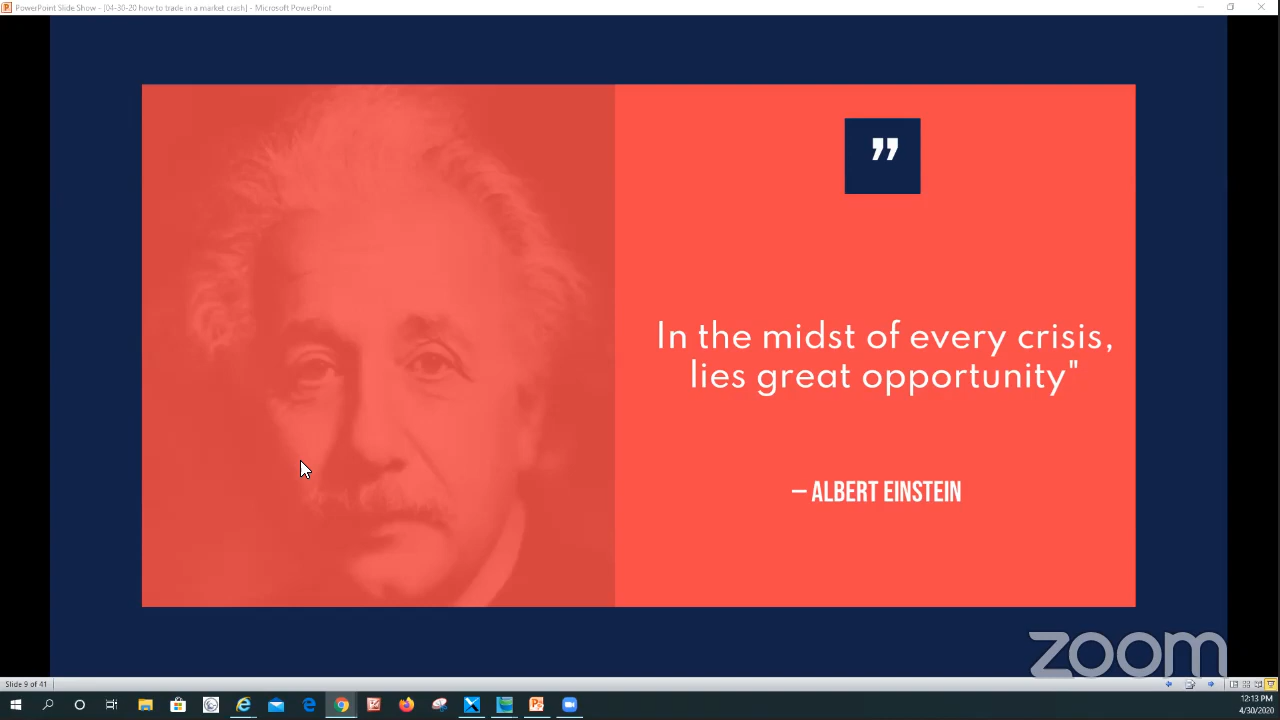 PowerPoint Slide Show - [04-30-20 how to trade in a market crash] - Microsoft PowerPoint
”
In the midst of every crisis,
lies great opportunity"
– ALBERT EINSTEIN
zoom
Slide 9 of 41
12:13 PM
4/30/2020